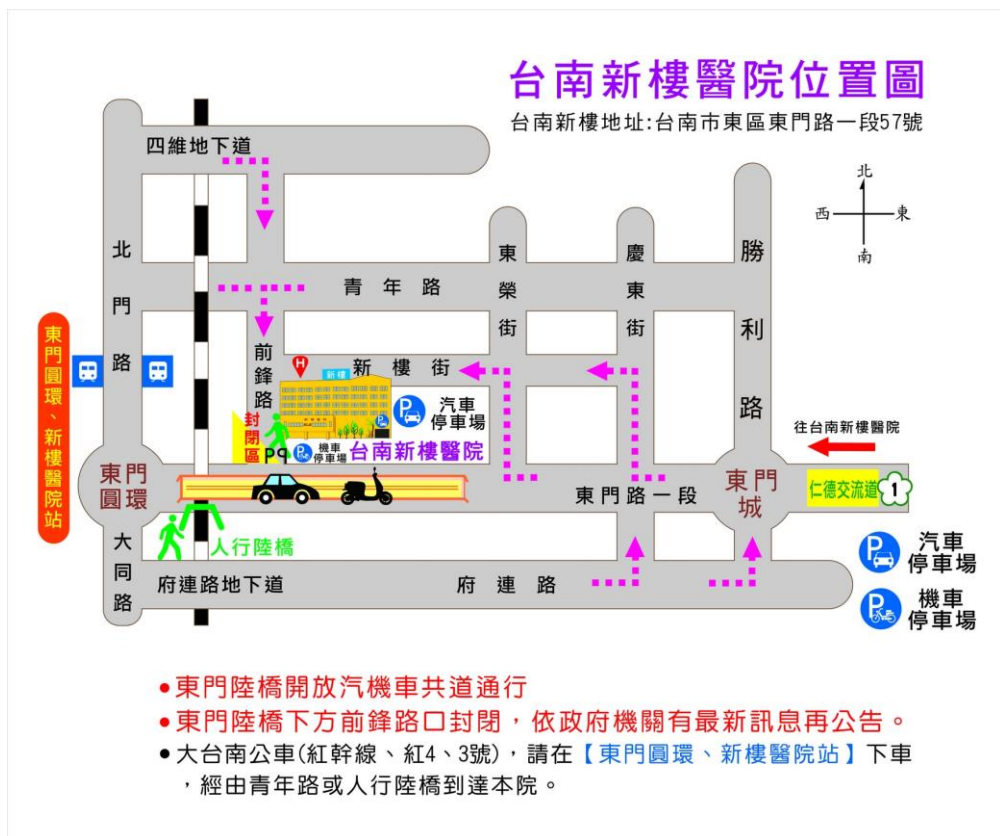 台南新樓醫院位置圖
台南新樓地址:台南市東區東門路一段57號
四維地下道
北
西
東
南
北門路
東榮街
慶東街
勝利路
青年路
東門圓環、新樓醫院站
前鋒路
H
新樓
新樓街
P
汽車
停車場
封閉區
機車
停車場
台南新樓醫院
往台南新樓醫院
東門
圓環
東門路一段
東門
城
仁德交流道
1
人行陸橋
大同路
府連路地下道
府連路
P
汽車
停車場
P
機車
停車場
•東門陸橋開放汽機車共道通行
•東門陸橋下方前鋒路口封閉，依政府機關有最新訊息再公告。
•大台南公車(紅幹線、紅4、3號)，請在【東門圓環、新樓醫院站】下車
，經由青年路或人行陸橋到達本院。